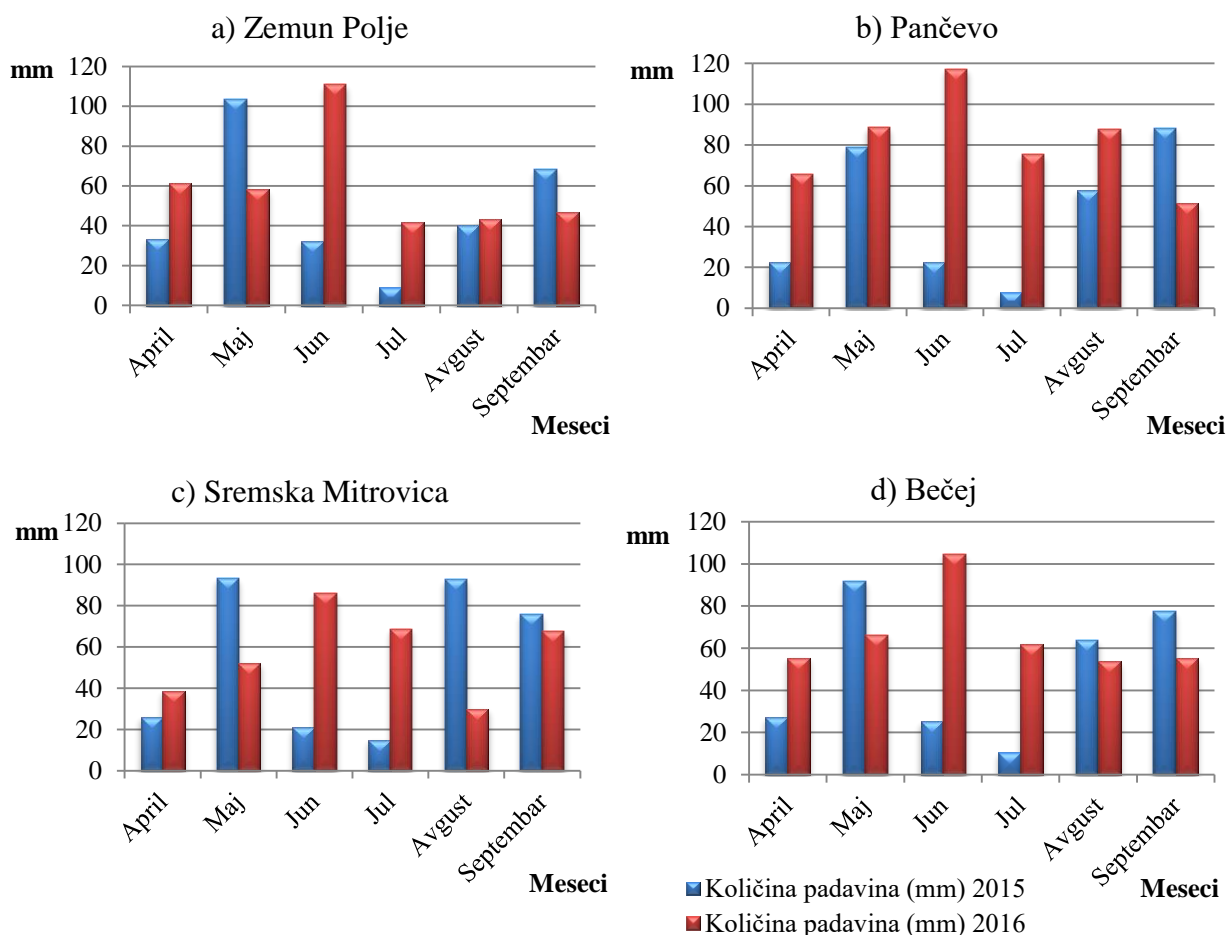 a) Zemun Polje
mm
120
100
80
60
40
20
0
April
Maj
Jun
Jul
Avgust
Septembar
Meseci
b) Pančevo
mm
120
100
80
60
40
20
0
April
Maj
Jun
Jul
Avgust
Septembar
Meseci
c) Sremska Mitrovica
mm
120
100
80
60
40
20
0
April
Maj
Jun
Jul
Avgust
Septembar
Meseci
d) Bečej
mm
120
100
80
60
40
20
0
April
Maj
Jun
Jul
Avgust
Septembar
Meseci
Količina padavina (mm) 2015
Količina padavina (mm) 2016